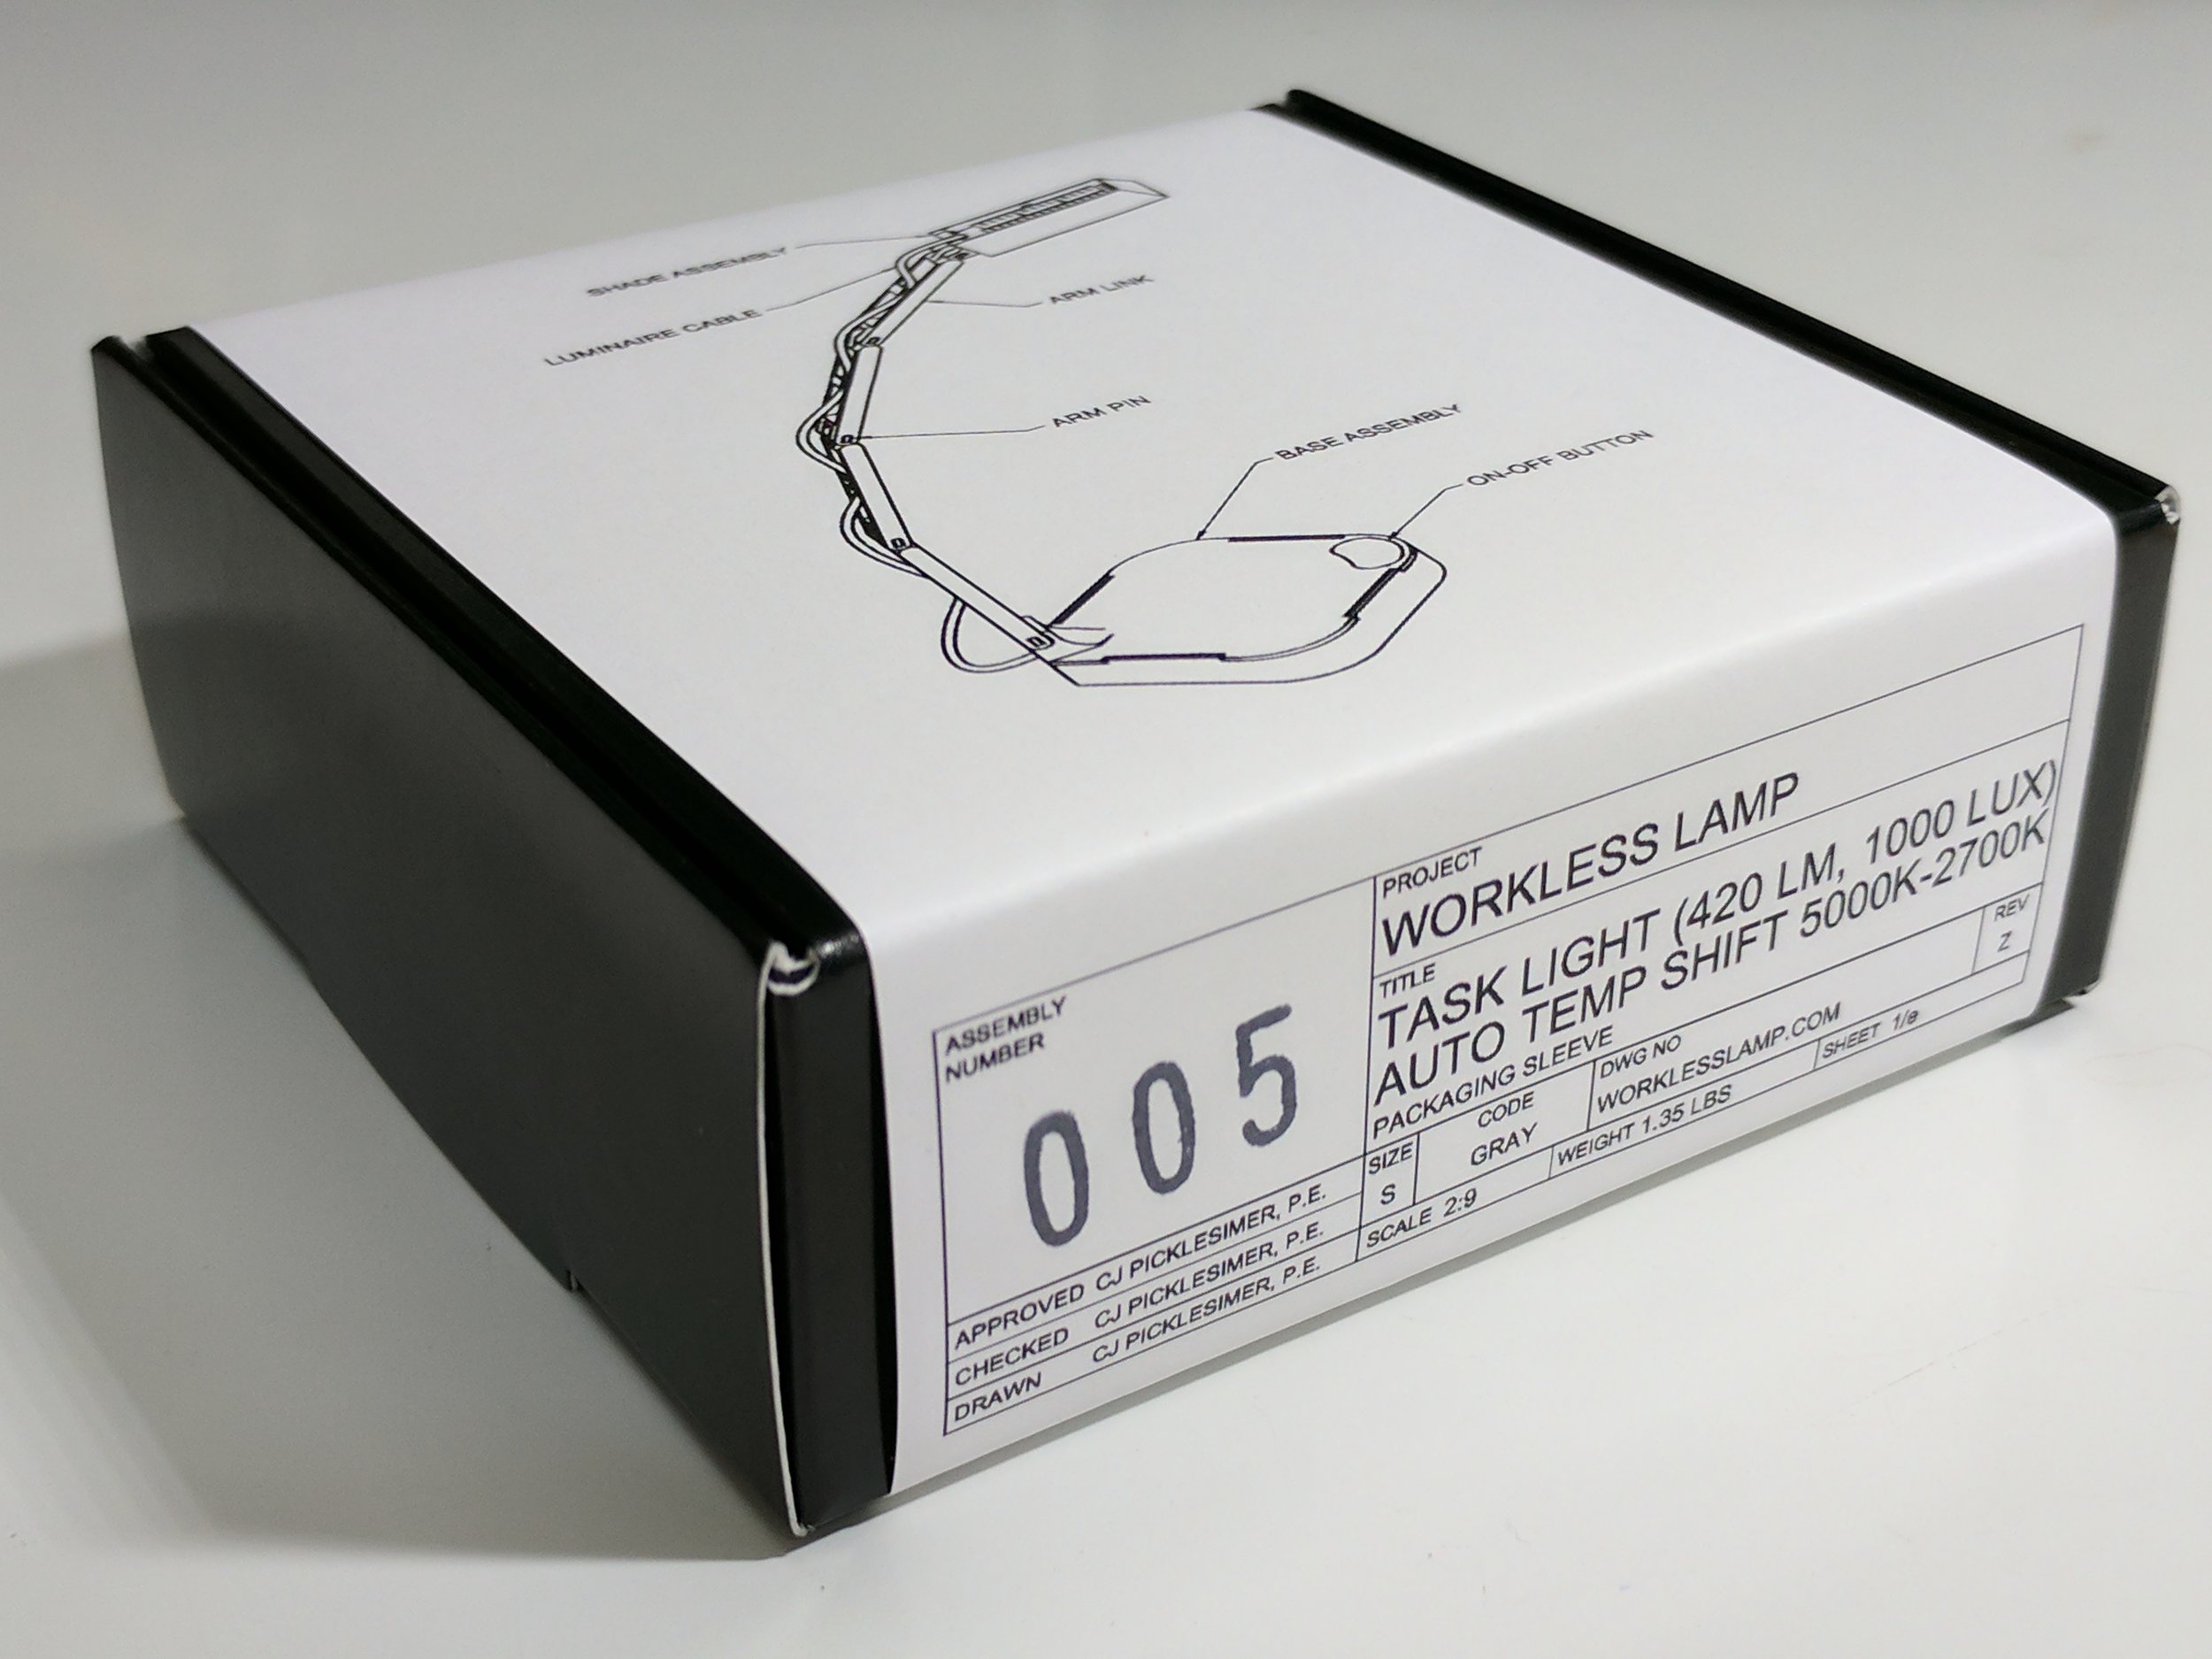 SHADE ASSEMBLY
LUMINAIRE CABLE
ARM LINK
ARM PIN
BASE ASSEMBLY
ON-OFF BUTTON
ASSEMBLY
NUMBER
005
APPROVED CJ PICKLESIMER, P.E.
CHECKED CJ PICKLESIMER, P.E.
DRAWN CJ PICKLESIMER, P.E.
PROJECT
WORKLESS LAMP
TITLE
TASK LIGHT (420 LM, 1000 LUX)
AUTO TEMP SHIFT 5000K-2700K
PACKAGING SLEEVE
SIZE
S
CODE
GRAY
DWG NO
WORKLESSLAMP.COM
REV
Z
SCALE 2:9
WEIGHT 1.35 LBS
SHEET 1/e